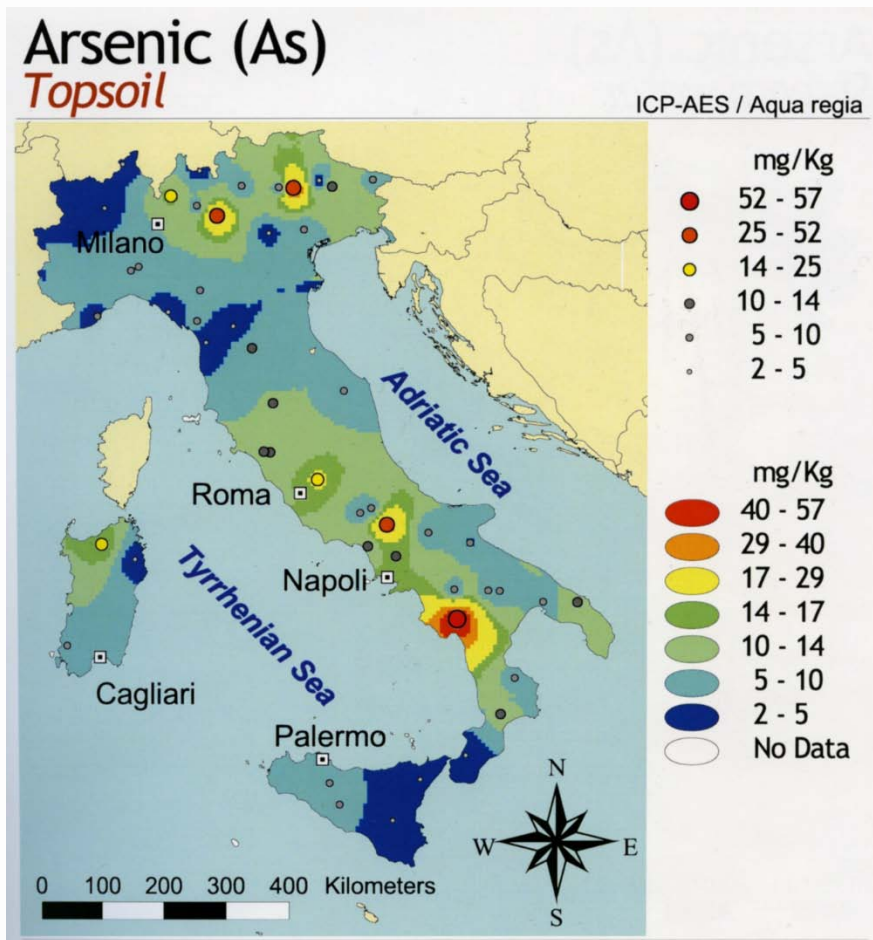 Arsenic (As)
Topsoil
ICP-AES / Aqua regia
mg/Kg
52 - 57
25 - 52
14 - 25
10 - 14
5 - 10
2 - 5
mg/Kg
40 - 57
29 - 40
17 - 29
14 - 17
10 - 14
5 - 10
2 - 5
No Data
Milano
Adriatic Sea
Roma
Napoli
Tyrrhenian Sea
Cagliari
Palermo
N
W E
S
0 100 200 300 400 Kilometers